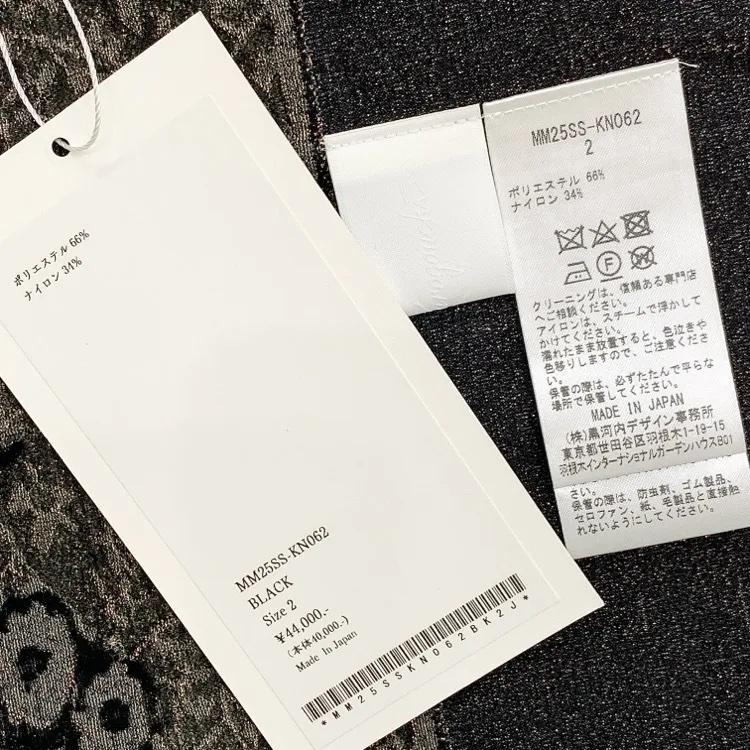 ポリエステル 66%
ナイロン 34%
MM25SS-KN062
BLACK
Size 2
¥44,000.-
(本体40,000.-)
Made In Japan
*MM25SSKN062BK2J*
MM25SS-KN062
2
ポリエステル 66%
ナイロン 34%
F
W
クリーニングは、信頼ある専門店
へご相談ください。
アイロンは、スチームで浮かして
かけてください。
濡れたまま放置すると、色泣きや
色移りしますので、ご注意くださ
い。
保管の際は、必ずたたんで平らな
場所で保管してください。
MADE IN JAPAN
(株)黒河内デザイン事務所
東京都世田谷区羽根木1-19-15
羽根木インターナショナルガーデンハウスB01
さい。
保管の際は、防虫剤、ゴム製品、
セロファン、紙、毛製品と直接触
れないようにしてください。